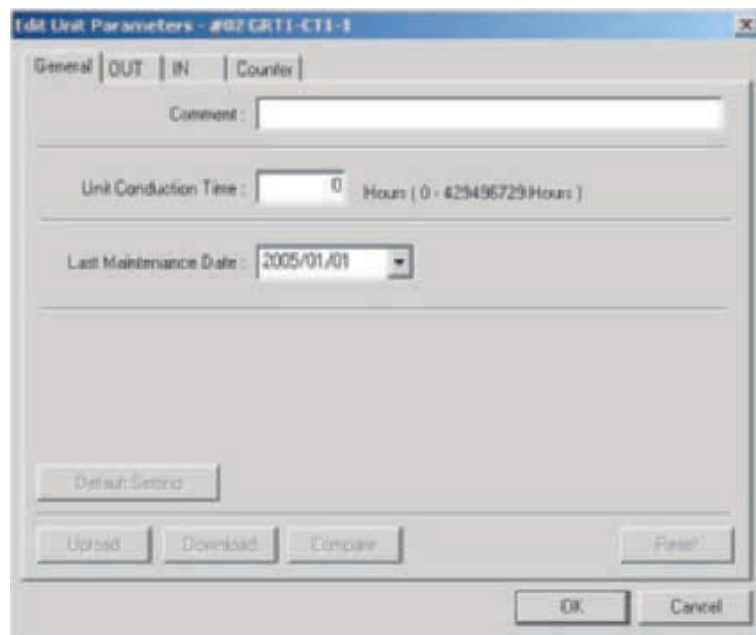 Edit Unit Parameters - #02 GRT1-CT1-1
General OUT IN Counter
Comment :
Unit Conduction Time : 0 Hours ( 0 - 429496729 Hours )
Last Maintenance Date : 2005/01/01
Default Setting
Upload Download Compare Reset
OK Cancel